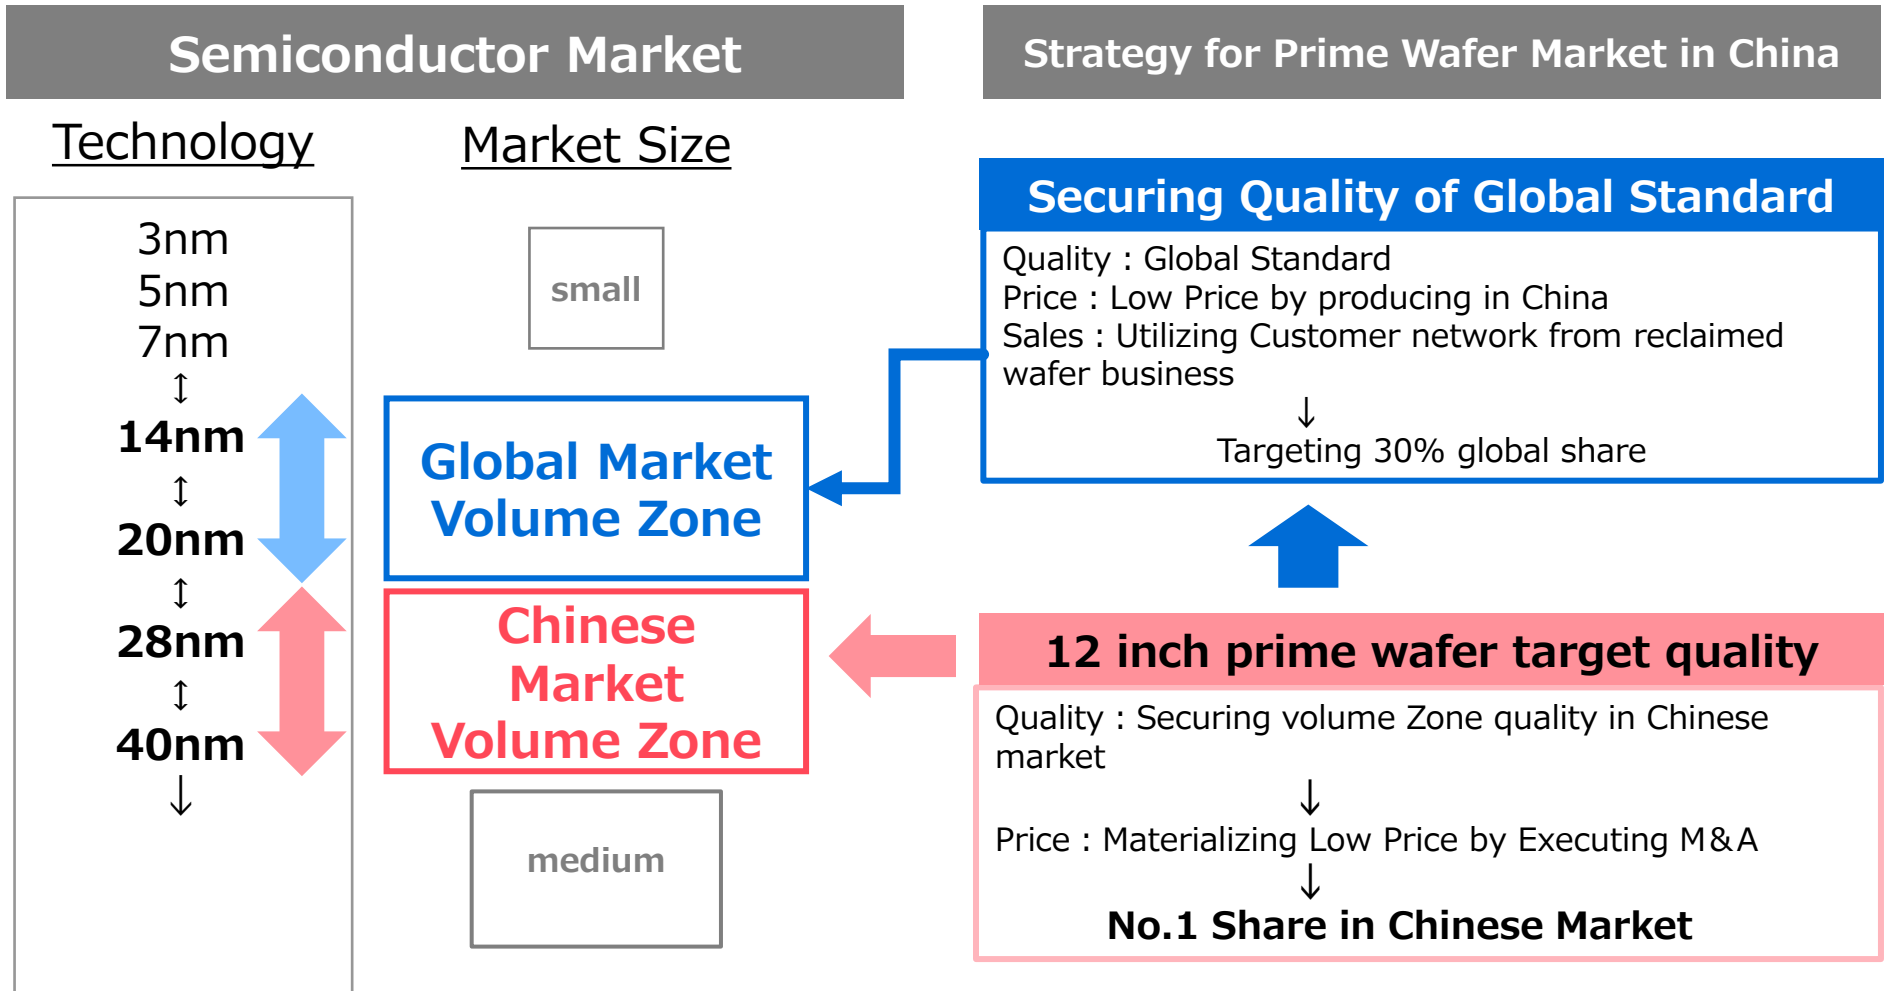 Semiconductor Market
Technology
Market Size
3nm
5nm
7nm
↕
14nm
↕
20nm
↕
28nm
↕
40nm
↓
small
Global Market
Volume Zone
Chinese
Market
Volume Zone
medium
Strategy for Prime Wafer Market in China
Securing Quality of Global Standard
Quality : Global Standard
Price : Low Price by producing in China
Sales : Utilizing Customer network from reclaimed
wafer business
↓
Targeting 30% global share
12 inch prime wafer target quality
Quality : Securing volume Zone quality in Chinese
market
↓
Price : Materializing Low Price by Executing M&A
↓
No.1 Share in Chinese Market